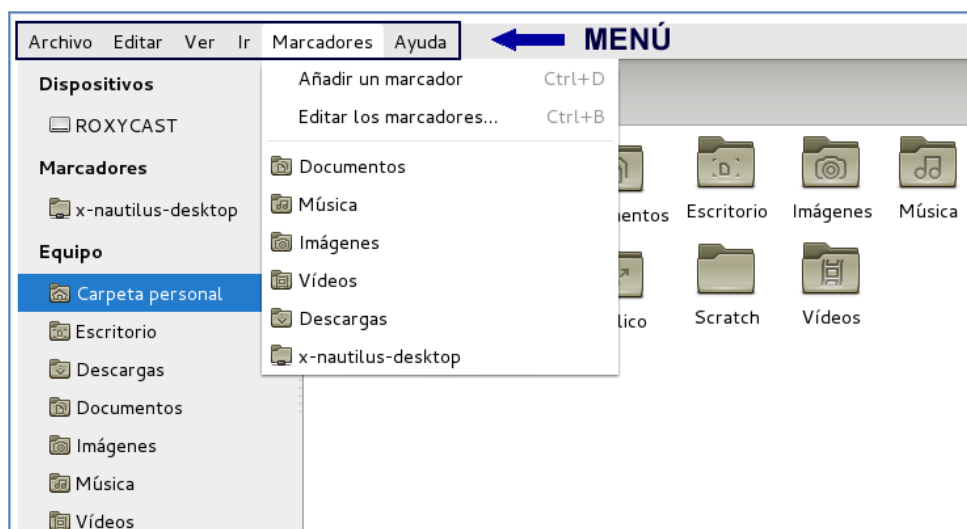 Archivo Editar Ver Ir Marcadores Ayuda
MENÚ
Dispositivos
ROXYCAST
Marcadores
x-nautilus-desktop
Equipo
Carpeta personal
Escritorio
Descargas
Documentos
Imágenes
Música
Vídeos
Añadir un marcador Ctrl+D
Editar los marcadores... Ctrl+B
Documentos
Música
Imágenes
Vídeos
Descargas
x-nautilus-desktop
Escritorio Imágenes Música
Scratch Vídeos